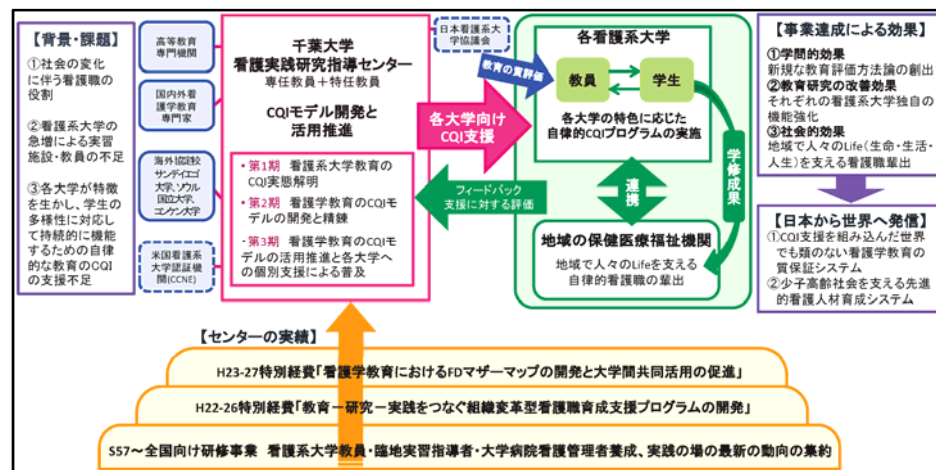 【背景・課題】
①社会の変化
に伴う看護職の
役割
②看護系大学の
急増による実習
施設・教員の不足
③各大学が特徴
を生かし、学生の
多様性に対応し
て持続的に機能
するための自律
的な教育のCQI
の支援不足
高等教育
専門機関
国内外看
護学教育専
門家
海外協定校
サンディエゴ
大学、ソウル
国立大学、
コンケン大学
米国看護系
大学認証機
関(CCNE)
千葉大学
看護実践研究指導センター
専任教員+特任教員
CQIモデル開発と
活用推進
・第1期 看護系大学教育の
CQI実態解明
・第2期 看護学教育のCQI
モデルの開発と精錬
・第3期 看護学教育のCQIモ
デルの活用推進と各大学へ
の個別支援による普及
日本看護系大
学協議会
教育の質評価
各大学向け
CQI支援
フィードバック
支援に対する評価
各看護系大学
教員
学生
各大学の特色に応じた
自律的CQIプログラムの実施
連携
学修成果
地域の保健医療福祉機関
地域で人々のLifeを支える
自律的看護職の輩出
【事業達成による効果】
①学問的効果
新規な教育評価方法論の創出
②教育研究の改善効果
それぞれの看護系大学独自の
機能強化
③社会的効果
地域で人々のLife(生命・生活・
人生)を支える看護職輩出
【日本から世界へ発信】
①CQI支援を組み込んだ世界
でも類のない看護学教育の
質保証システム
②少子高齢社会を支える先進
的看護人材育成システム
【センターの実績】
H23-27特別経費「看護学教育におけるFDマザーマップの開発と大学間共同活用の促進」
H22-26特別経費「教育-研究-実践をつなぐ組織変革型看護職育成支援プログラムの開発」
S57~全国向け研修事業 看護系大学教員・臨地実習指導者・大学病院看護管理者養成、実践の場の最新の動向の集約